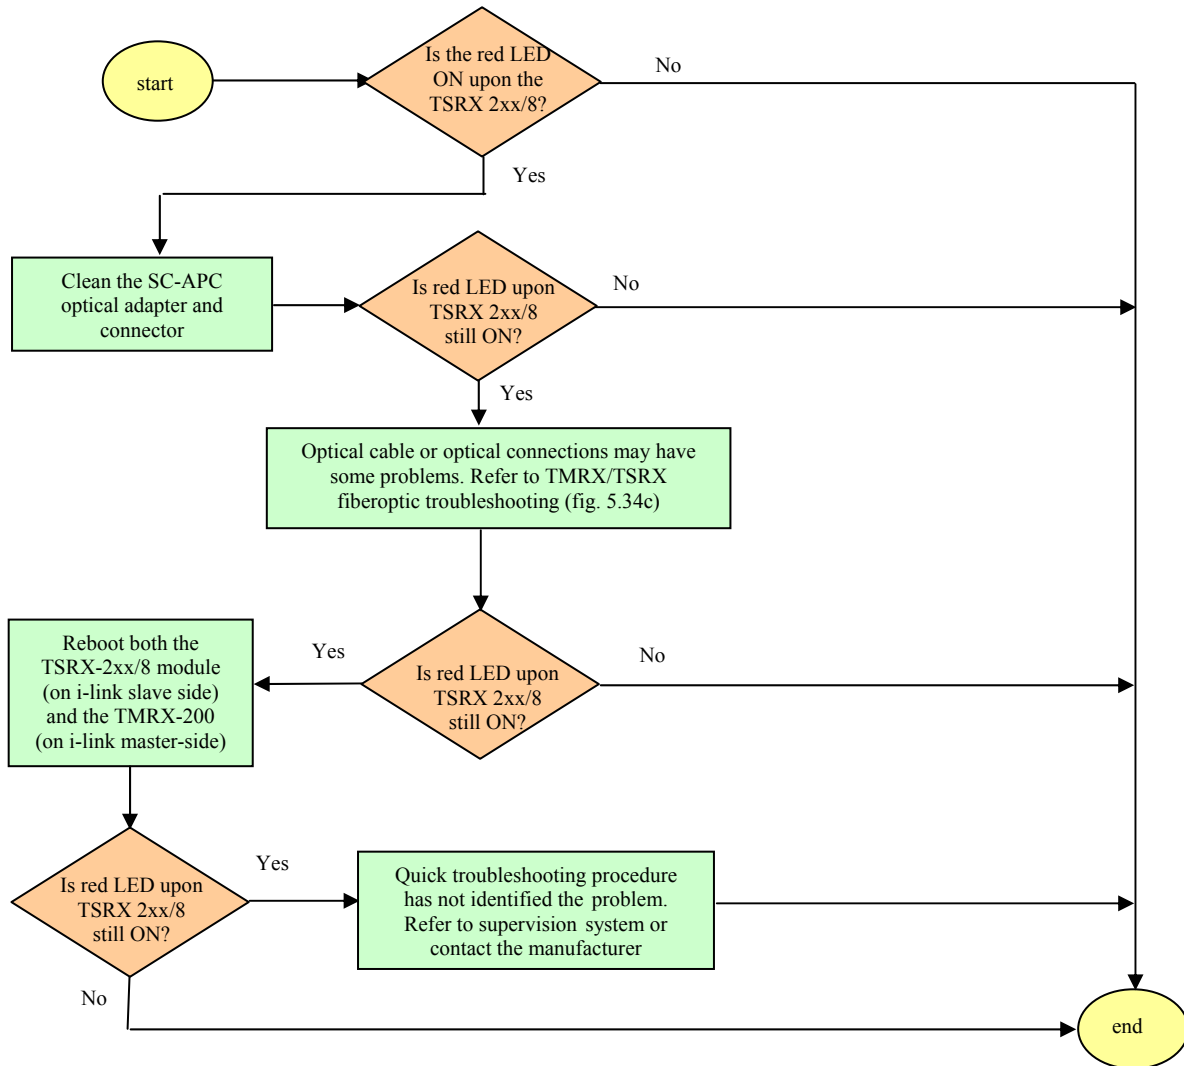 start
Is the red LED
ON upon the
TSRX 2xx/8?
No
Yes
Clean the SC-APC
optical adapter and
connector
Is red LED upon
TSRX 2xx/8
still ON?
No
Yes
Optical cable or optical connections may have
some problems. Refer to TMRX/TSRX
fiberoptic troubleshooting (fig. 5.34c)
Reboot both the
TSRX-2xx/8 module
(on i-link slave side)
and the TMRX-200
(on i-link master-side)
Yes
Is red LED upon
TSRX 2xx/8
still ON?
No
Is red LED upon
TSRX 2xx/8
still ON?
Yes
Quick troubleshooting procedure
has not identified the problem.
Refer to supervision system or
contact the manufacturer
No
end